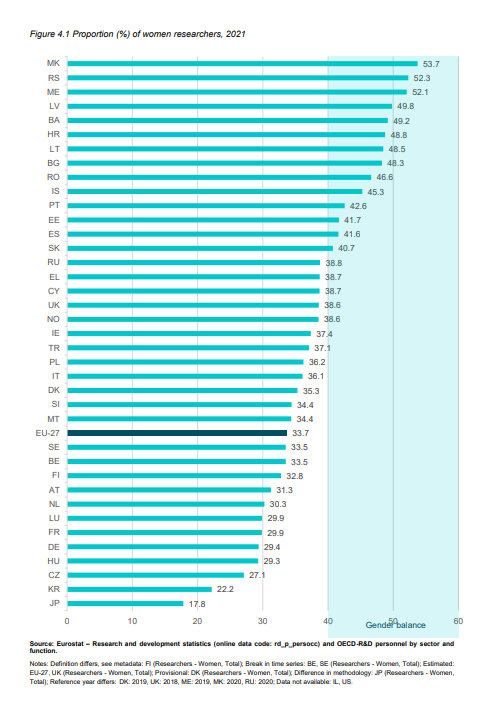 Figure 4.1 Proportion (%) of women researchers, 2021
MK 53.7
RS 52.3
ME 52.1
LV 49.8
BA 49.2
HR 48.8
LT 48.5
BG 48.3
RO 46.6
IS 45.3
PT 42.6
EE 41.7
ES 41.6
SK 40.7
RU 38.8
EL 38.7
CY 38.7
UK 38.6
NO 38.6
IE 37.4
TR 37.1
PL 36.2
IT 36.1
DK 35.3
SI 34.4
MT 34.4
EU-27 33.7
SE 33.5
BE 33.5
FI 32.8
AT 31.3
NL 30.3
LU 29.9
FR 29.9
DE 29.4
HU 29.3
CZ 27.1
KR 22.2
JP 17.8
0 10 20 30 40 50 60
Gender balance
Source: Eurostat – Research and development statistics (online data code: rd_p_persocc) and OECD-R&D personnel by sector and
function.
Notes: Definition differs, see metadata: FI (Researchers - Women, Total); Break in time series: BE, SE (Researchers - Women, Total); Estimated:
EU-27, UK (Researchers - Women, Total); Provisional: DK (Researchers - Women, Total); Difference in methodology: JP (Researchers - Women,
Total); Reference year differs: DK: 2019, UK: 2018, ME: 2019, MK: 2020, RU: 2020; Data not available: IL, US.